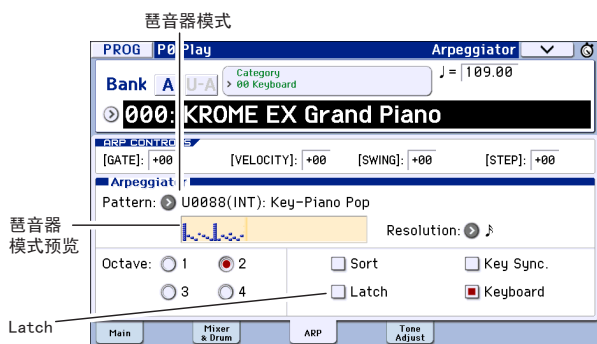 琶音器模式
PROG P0 Play Arpeggiator
Bank A U-A Category ♩= 109.00
> 00 Keyboard
000: KROME EX Grand Piano
ARP CONTROLS
[GATE]: +00 [VELOCITY]: +00 [SWING]: +00 [STEP]: +00
Arpeggiator
Pattern: U0088(INT): Key-Piano Pop
琶音器
模式预览
Resolution: ♪
Octave: 1 2 Sort Key Sync.
3 4 Latch Keyboard
Latch
Main Mixer & Drum ARP Tone Adjust